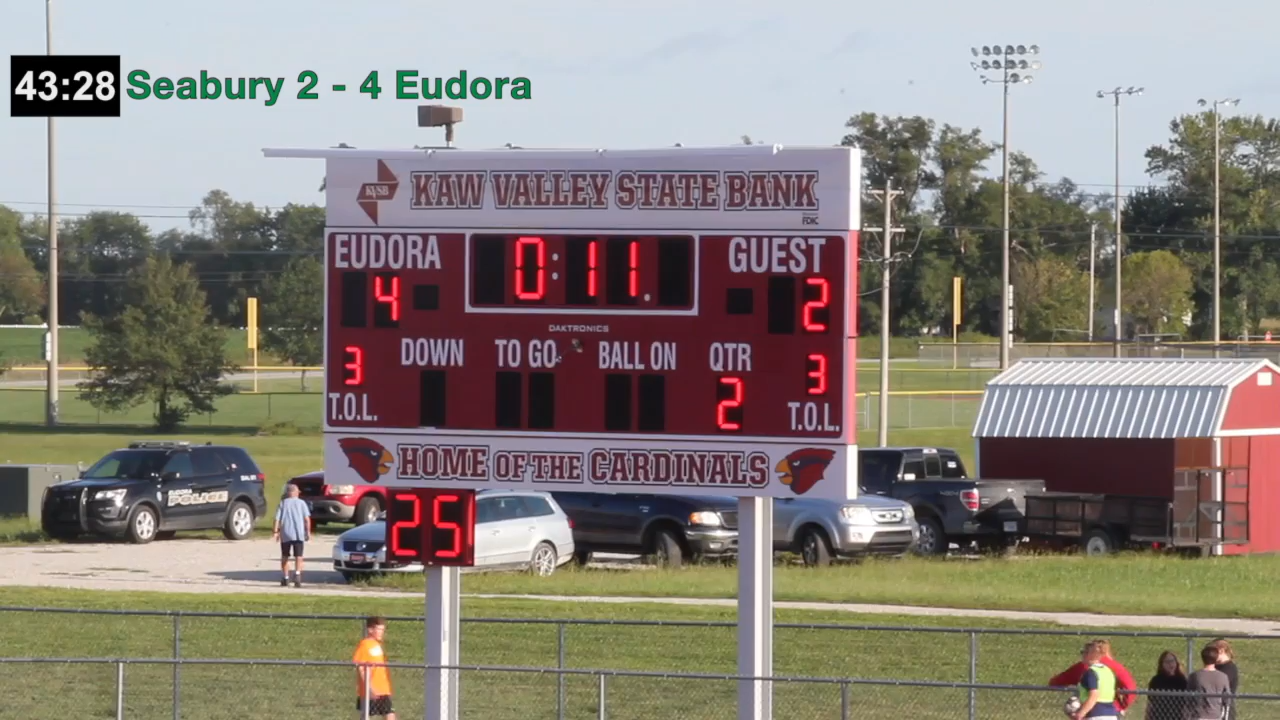 43:28 Seabury 2 - 4 Eudora
KVSB KAW VALLEY STATE BANK
FDIC
EUDORA 0:11. GUEST
4 2
DAKTRONICS
DOWN TO GO BALL ON QTR
3 2 3
T.O.L. T.O.L.
HOME OF THE CARDINALS
25
POLICE